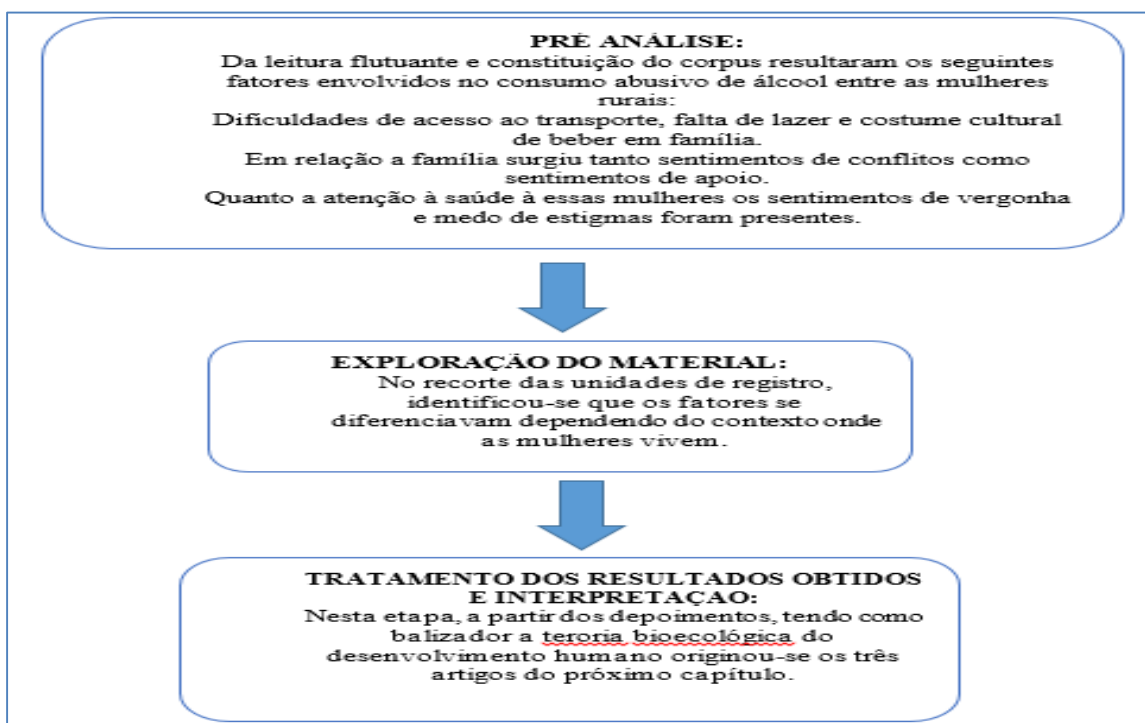 PRÉ ANÁLISE:
Da leitura flutuante e constituição do corpus resultaram os seguintes
fatores envolvidos no consumo abusivo de álcool entre as mulheres
rurais:
Dificuldades de acesso ao transporte, falta de lazer e costume cultural
de beber em família.
Em relação a família surgiu tanto sentimentos de conflitos como
sentimentos de apoio.
Quanto a atenção à saúde à essas mulheres os sentimentos de vergonha
e medo de estigmas foram presentes.
EXPLORAÇÃO DO MATERIAL:
No recorte das unidades de registro,
identificou-se que os fatores se
diferenciavam dependendo do contexto onde
as mulheres vivem.
TRATAMENTO DOS RESULTADOS OBTIDOS
E INTERPRETAÇAO:
Nesta etapa, a partir dos depoimentos, tendo como
balizador a teroria bioecológica do
desenvolvimento humano originou-se os três
artigos do próximo capítulo.